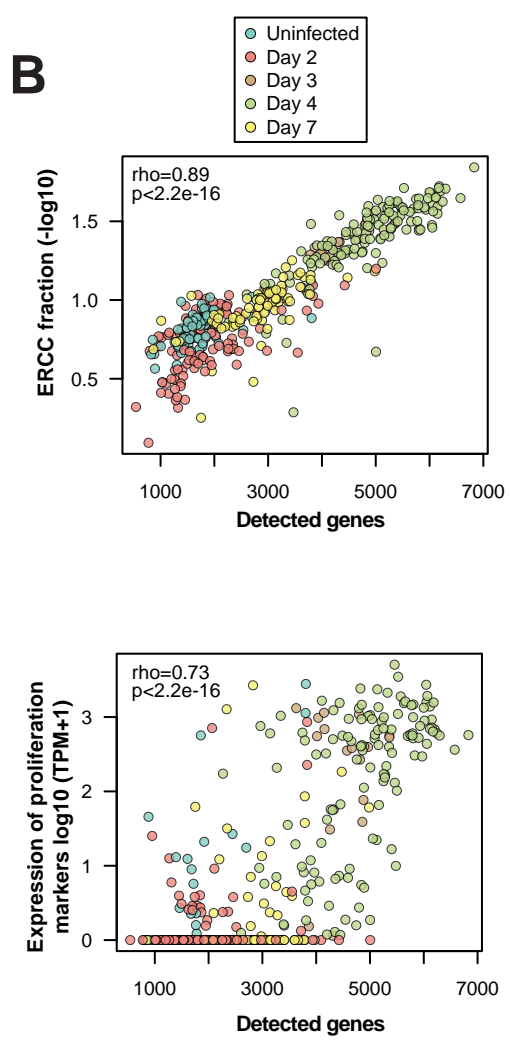 B
Uninfected
Day 2
Day 3
Day 4
Day 7
rho=0.89
p<2.2e-16
ERCC fraction (-log10)
1.5
1.0
0.5
1000 3000 5000 7000
Detected genes
rho=0.73
p<2.2e-16
Expression of proliferation
markers log10 (TPM+1)
3
2
1
0
1000 3000 5000 7000
Detected genes